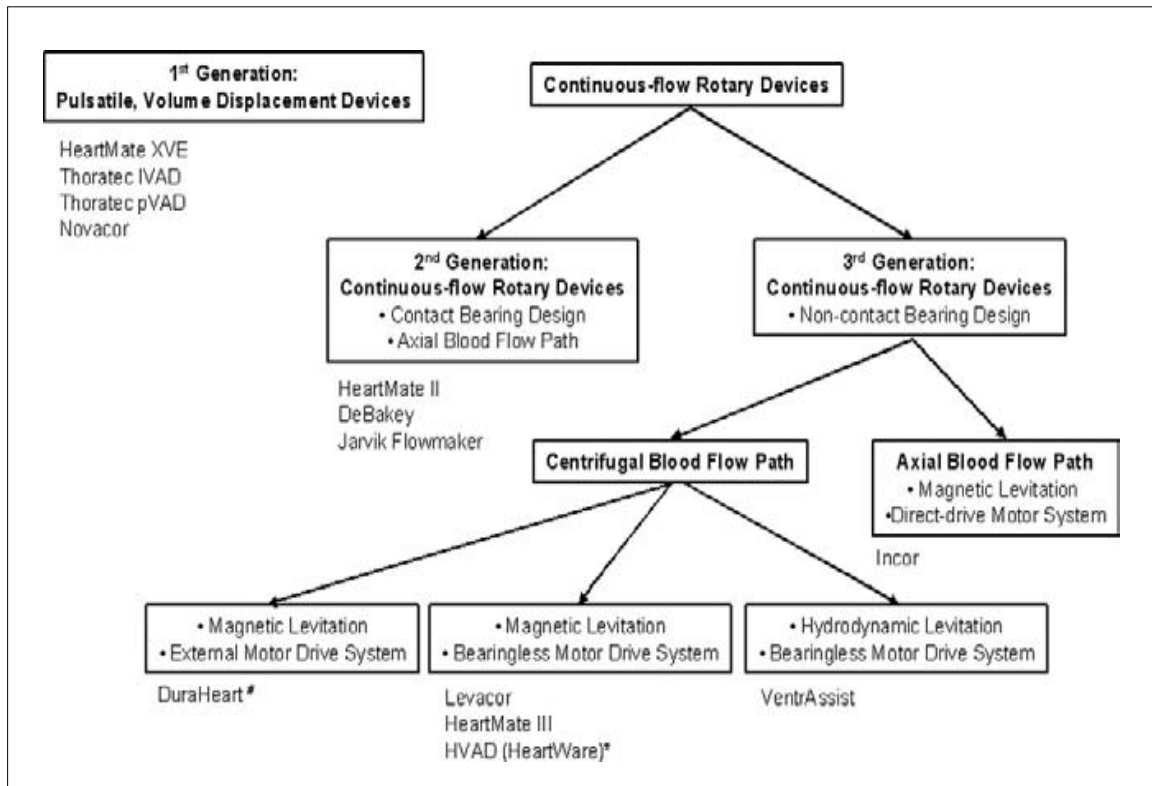 1st Generation:
Pulsatile, Volume Displacement Devices
HeartMate XVE
Thoratec IVAD
Thoratec pVAD
Novacor
Continuous-flow Rotary Devices
2nd Generation:
Continuous-flow Rotary Devices
• Contact Bearing Design
• Axial Blood Flow Path
HeartMate II
DeBakey
Jarvik Flowmaker
3rd Generation:
Continuous-flow Rotary Devices
• Non-contact Bearing Design
Centrifugal Blood Flow Path
Axial Blood Flow Path
• Magnetic Levitation
•Direct-drive Motor System
Incor
• Magnetic Levitation
• External Motor Drive System
DuraHeart #
• Magnetic Levitation
• Bearingless Motor Drive System
Levacor
HeartMate III
HVAD (HeartWare)*
• Hydrodynamic Levitation
• Bearingless Motor Drive System
VentrAssist